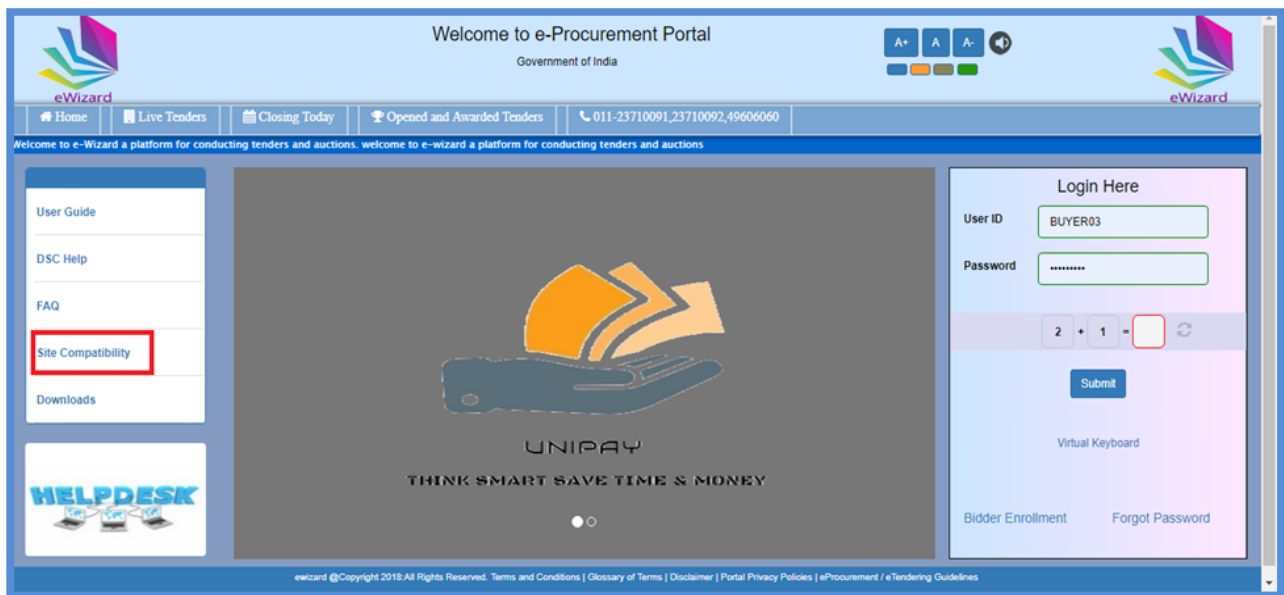 Welcome to e-Procurement Portal
Government of India
A+ A A-
eWizard
eWizard
Home Live Tenders Closing Today Opened and Awarded Tenders 011-23710091,23710092,49606060
Welcome to e-Wizard a platform for conducting tenders and auctions. welcome to e-wizard a platform for conducting tenders and auctions
User Guide
DSC Help
FAQ
Site Compatibility
Downloads
HELPDESK
UNIPAY
THINK SMART SAVE TIME & MONEY
Login Here
User ID BUYER03
Password •••••••••
2 + 1 =
Submit
Virtual Keyboard
Bidder Enrollment Forgot Password
ewizard @Copyright 2018:All Rights Reserved. Terms and Conditions | Glossary of Terms | Disclaimer | Portal Privacy Policies | eProcurement / eTendering Guidelines